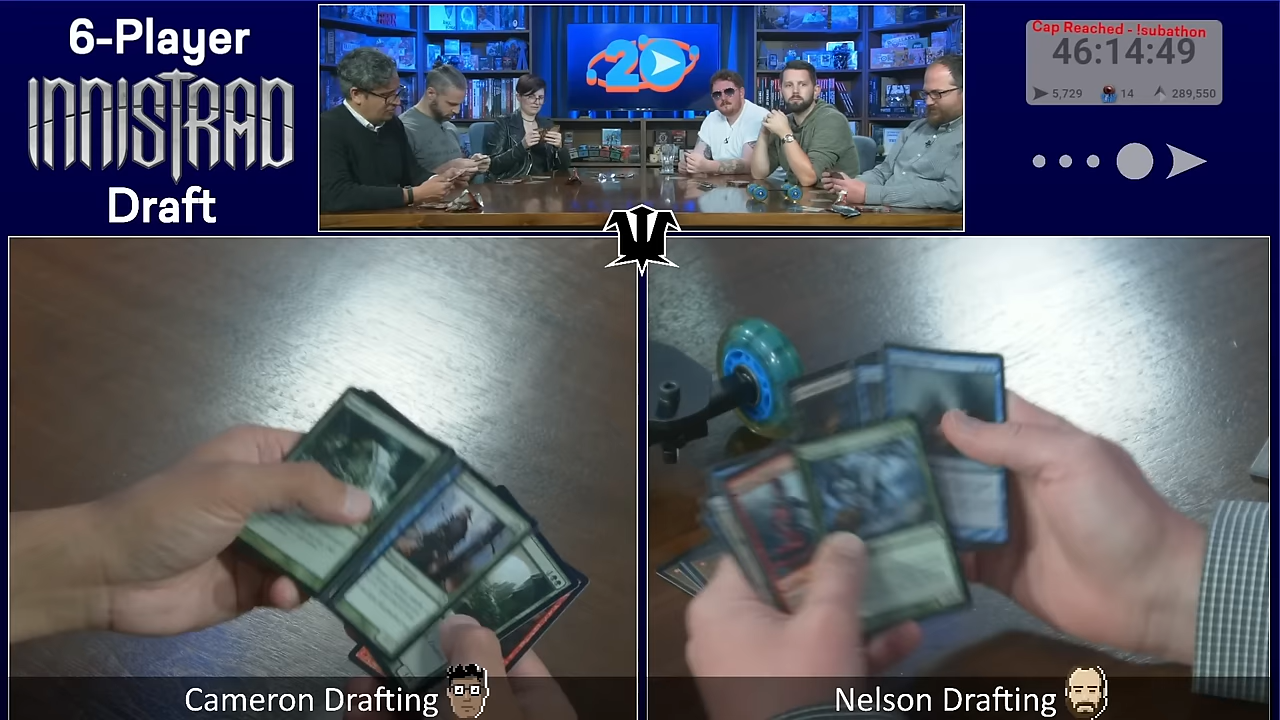 6-Player
INNISTRAD
Draft
20
Cap Reached - !subathon
46:14:49
5,729
14
289,550
Cameron Drafting
Nelson Drafting